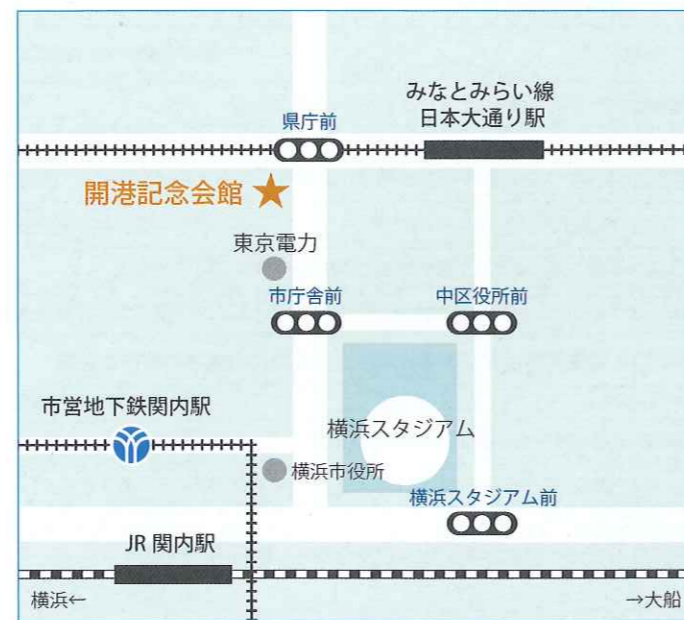 みなとみらい線
日本大通り駅
県庁前
開港記念会館
東京電力
市庁舎前
中区役所前
市営地下鉄関内駅
横浜スタジアム
横浜市役所
横浜スタジアム前
JR 関内駅
横浜←
→大船